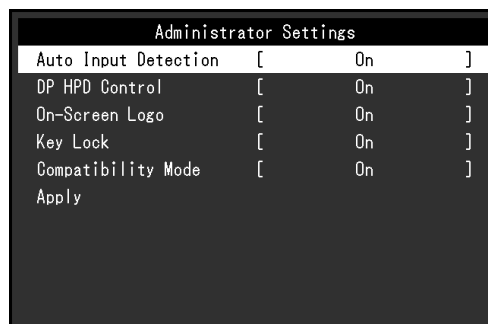 Administrator Settings
Auto Input Detection [ On ]
DP HPD Control [ On ]
On-Screen Logo [ On ]
Key Lock [ On ]
Compatibility Mode [ On ]
Apply